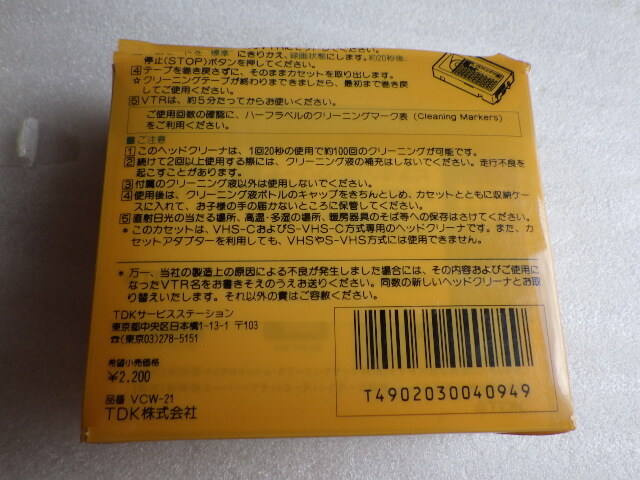 にきりかえ、録画状態にします。約20秒後、
停止(STOP)ボタンを押してください。
④テープを巻き戻さずに、そのままカセットを取り出します。
☆クリーニングテープが終わりまできましたら、最初まで巻き戻
してご使用ください。
⑤VTRは、約5分たってからお使いください。
ご使用回数の確認に、ハーフラベルのクリーニングマーク表(Cleaning Markers)
をご利用ください。
■ご注意
①このヘッドクリーナは、1回20秒の使用で約100回のクリーニングが可能です。
②続けて2回以上使用する際には、クリーニング液の補充はしないでください。走行不良を
起こすことがあります。
③付属のクリーニング液以外は使用しないでください。
④使用後は、クリーニング液ボトルのキャップをきちんとしめ、カセットとともに収納ケー
スに入れて、お子様の手の届かないところに保管してください。
⑤直射日光の当たる場所、高温・多湿の場所、暖房器具のそば等への保存はさけてください。
*このカセットは、VHS-CおよびS-VHS-C方式専用のヘッドクリーナです。また、カ
セットアダプターを利用しても、VHSやS-VHS方式には使用できません。
*万一、当社の製造上の原因による不良が発生しました場合には、その内容およびご使用に
なったVTR名をお書きそえのうえお送りください。同数の新しいヘッドクリーナとお取
り替えいたします。それ以外の責はご容赦ください。
TDKサービスステーション
東京都中央区日本橋1-13-1 〒103
☎(東京03)278-5151
希望小売価格
¥2,200
品番 VCW-21
TDK株式会社
T4902030040949